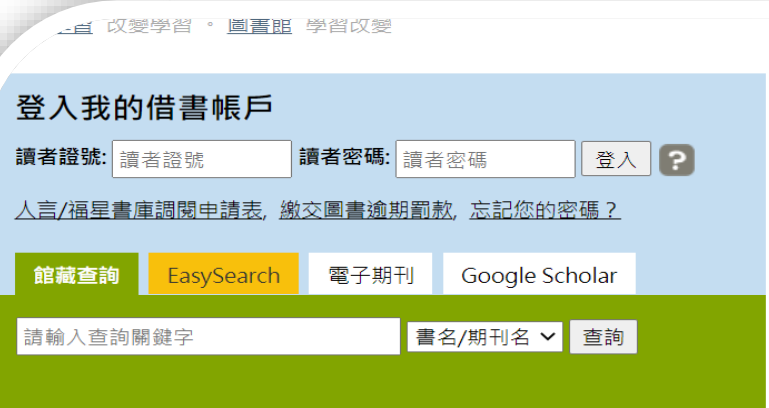 改變學習 。 圖書館 學習改變
登入我的借書帳戶
讀者證號: 讀者證號 讀者密碼: 讀者密碼 登入 ?
人言/福星書庫調閱申請表, 繳交圖書逾期罰款, 忘記您的密碼？
館藏查詢 EasySearch 電子期刊 Google Scholar
請輸入查詢關鍵字 書名/期刊名 查詢